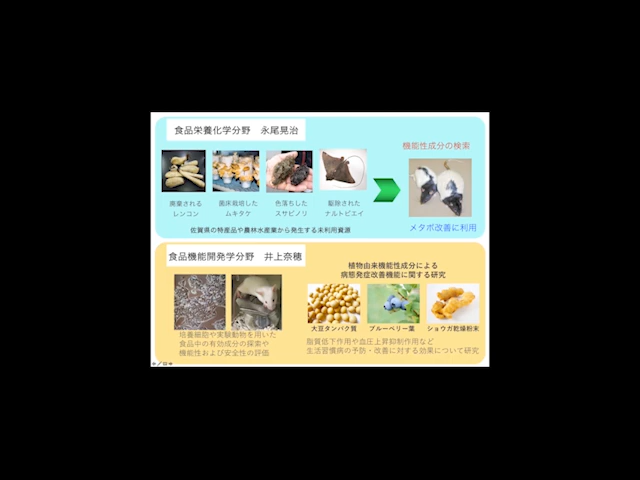 食品栄養化学分野　永尾晃治
機能性成分の検索
廃棄される
レンコン
菌床栽培した
ムキタケ
色落ちした
スサビノリ
駆除された
ナルトビエイ
メタボ改善に利用
佐賀県の特産品や農林水産業から発生する未利用資源
食品機能開発学分野　井上奈穂
植物由来機能性成分による
病態発症改善機能に関する研究
大豆タンパク質
ブルーベリー葉
ショウガ乾燥粉末
培養細胞や実験動物を用いた
食品中の有効成分の探索や
機能性および安全性の評価
脂質低下作用や血圧上昇抑制作用など
生活習慣病の予防・改善に対する効果について研究